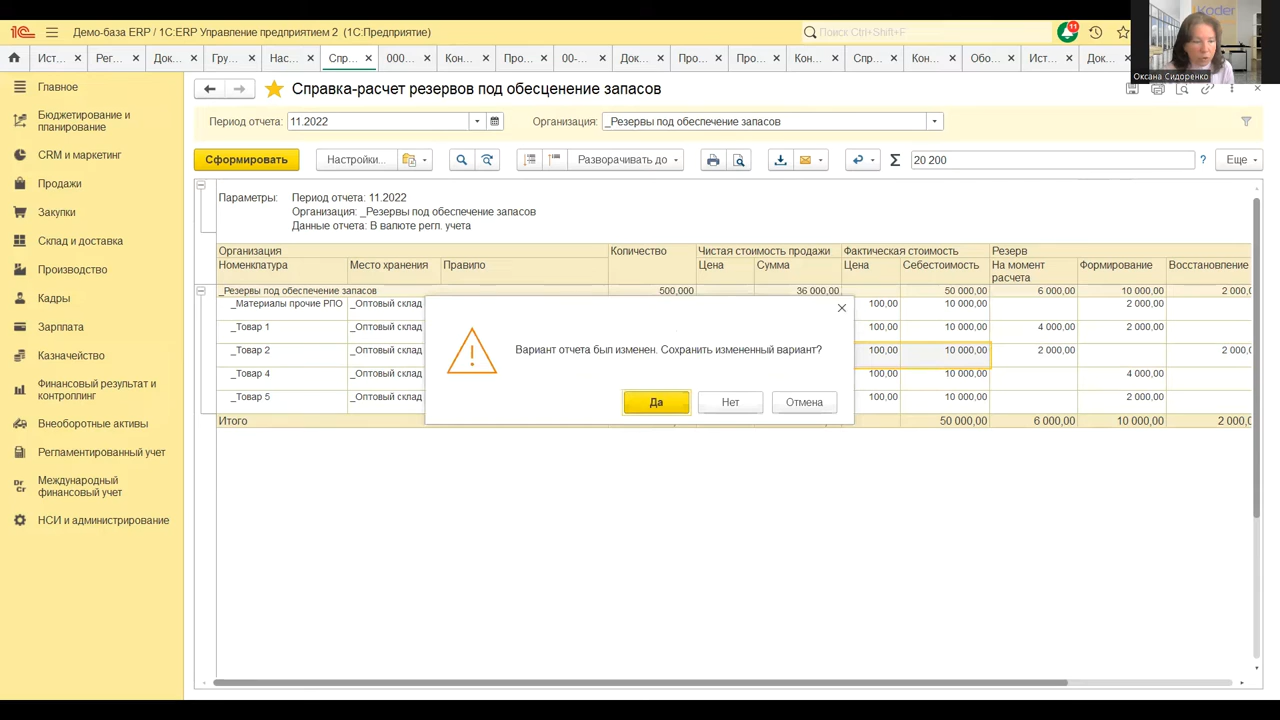 Демо-база ERP / 1С:ERP Управление предприятием 2 (1С:Предприятие)
Поиск Ctrl+Shift+F
11
Koder
Оксана Сидоренко
Ист... Рег... Док... Гру... Нас... Спр... 000... Кон... Про... 00-... Док... Про... Про... Кон... Спр... Кон... Обо... Ист... Док...
Главное
Бюджетирование и
планирование
CRM и маркетинг
Продажи
Закупки
Склад и доставка
Производство
Кадры
Зарплата
Казначейство
Финансовый результат и
контроллинг
Внеоборотные активы
Регламентированный учет
Международный
финансовый учет
НСИ и администрирование
Справка-расчет резервов под обесценение запасов
Период отчета: 11.2022 Организация: _Резервы под обеспечение запасов
Сформировать Настройки... Разворачивать до Σ 20 200 ? Еще
Параметры: Период отчета: 11.2022
Организация: _Резервы под обеспечение запасов
Данные отчета: В валюте регл. учета
Организация Количество Чистая стоимость продажи Фактическая стоимость Резерв
Номенклатура Место хранения Правило Цена Сумма Цена Себестоимость На момент расчета Формирование Восстановление
_Резервы под обеспечение запасов 500,000 36 000,00 50 000,00 6 000,00 10 000,00 2 000,0
_Материалы прочие РПО _Оптовый склад 100,00 10 000,00 2 000,00
_Товар 1 _Оптовый склад 100,00 10 000,00 4 000,00 2 000,00
_Товар 2 _Оптовый склад 100,00 10 000,00 2 000,00 2 000,0
_Товар 4 _Оптовый склад 100,00 10 000,00 4 000,00
_Товар 5 _Оптовый склад 100,00 10 000,00 2 000,00
Итого 50 000,00 6 000,00 10 000,00 2 000,0
Вариант отчета был изменен. Сохранить измененный вариант?
Да Нет Отмена